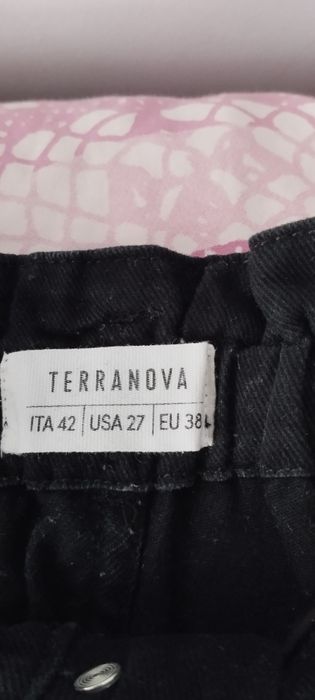 TERRANOVA
ITA 42 | USA 27 | EU 38